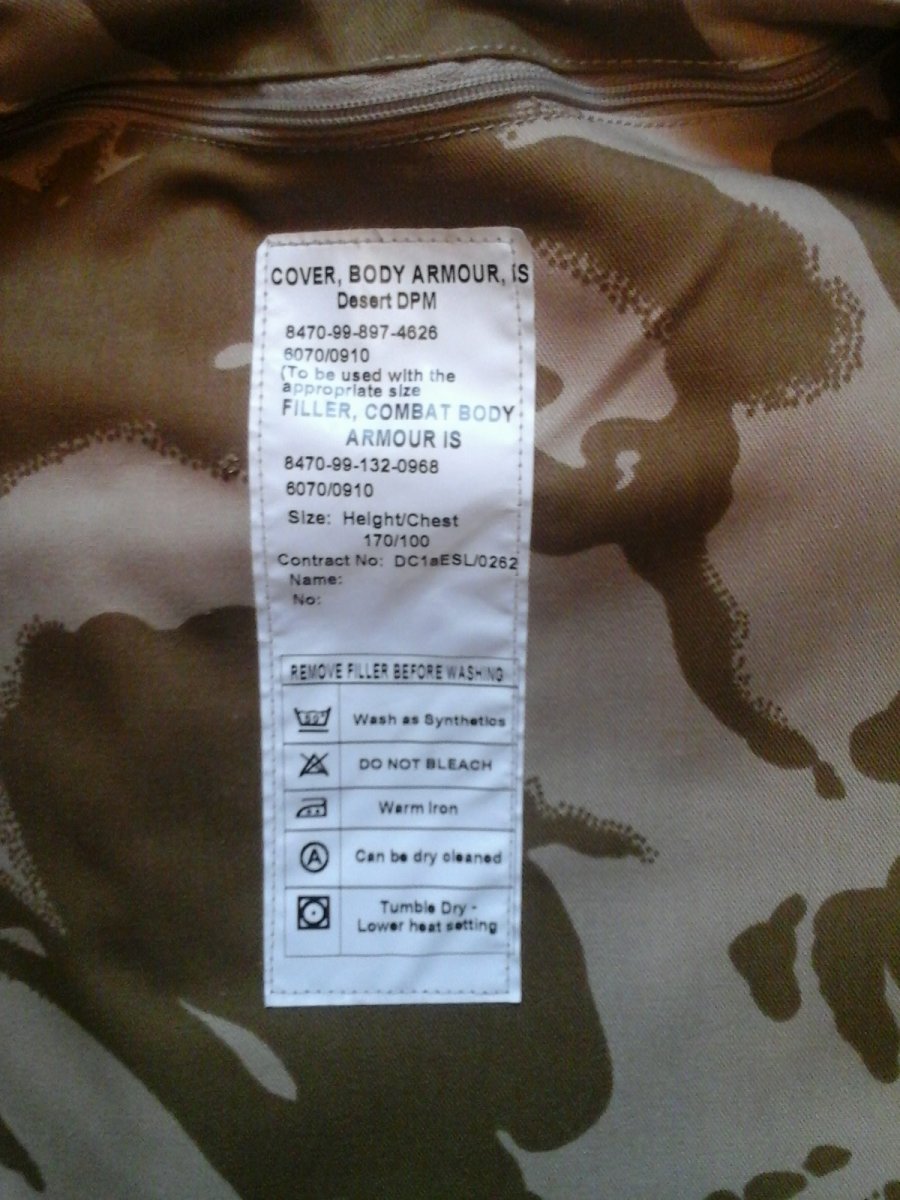 COVER, BODY ARMOUR, IS
Desert DPM
8470-99-897-4626
6070/0910
(To be used with the
appropriate size
FILLER, COMBAT BODY
ARMOUR IS
8470-99-132-0968
6070/0910
Size: Height/Chest
170/100
Contract No: DC1aESL/0262
Name:
No:
REMOVE FILLER BEFORE WASHING
Wash as Synthetics
DO NOT BLEACH
Warm Iron
A Can be dry cleaned
Tumble Dry -
Lower heat setting